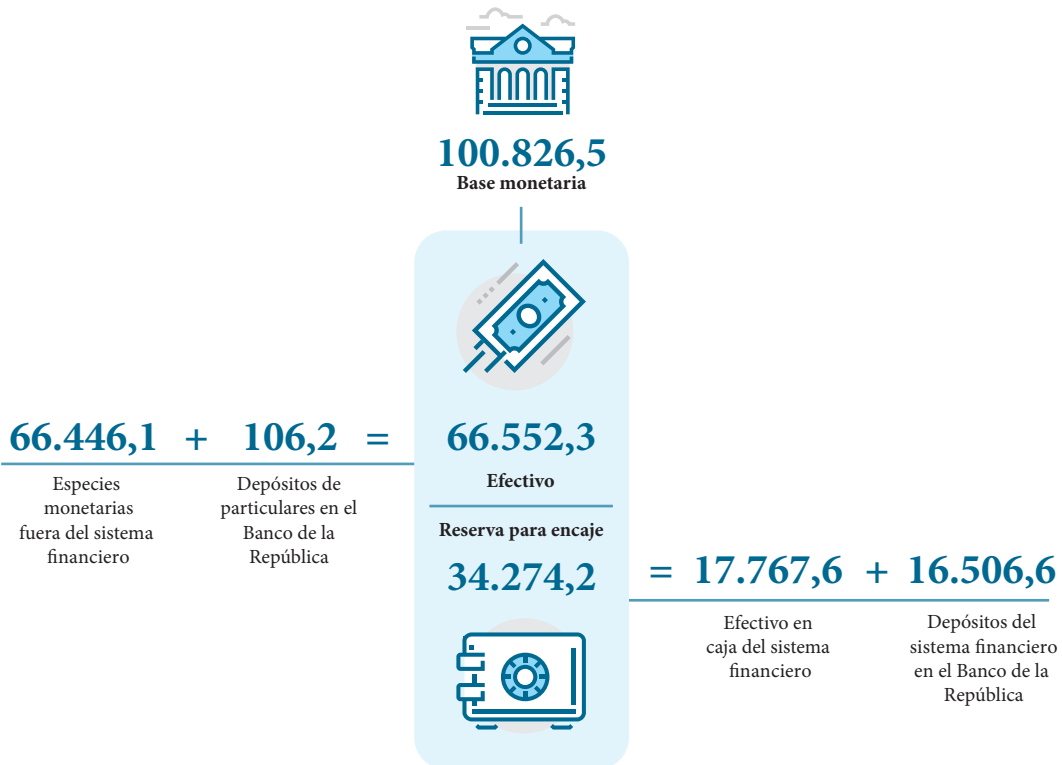 100.826,5
Base monetaria
66.446,1 + 106,2 = 66.552,3
Especies
monetarias
fuera del sistema
financiero
Depósitos de
particulares en el
Banco de la
República
Efectivo
Reserva para encaje
34.274,2 = 17.767,6 + 16.506,6
Efectivo en
caja del sistema
financiero
Depósitos del
sistema financiero
en el Banco de la
República